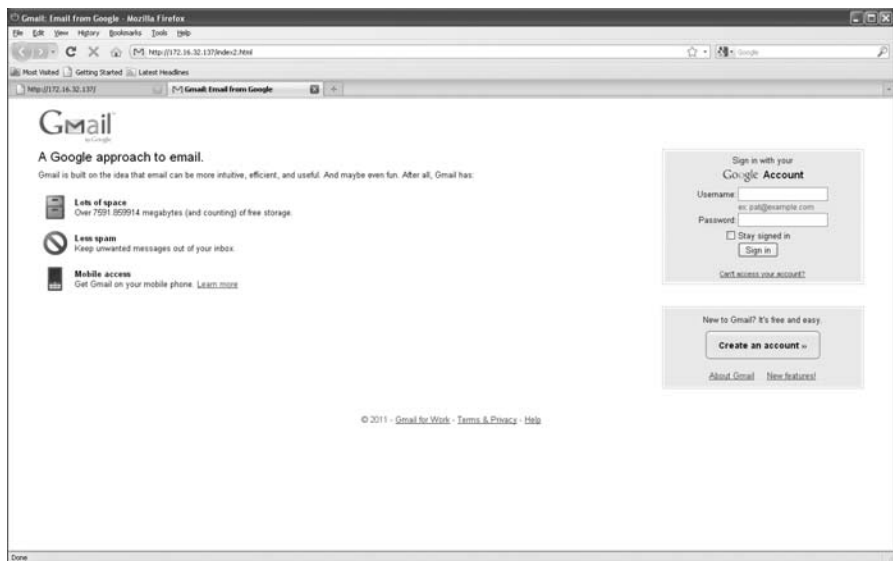 Gmail: Email from Google - Mozilla Firefox
File Edit View History Bookmarks Tools Help
http://172.16.32.137/index2.html
Google
Most Visited Getting Started Latest Headlines
http://172.16.32.137/
Gmail: Email from Google
Gmail
by Google
A Google approach to email.
Gmail is built on the idea that email can be more intuitive, efficient, and useful. And maybe even fun. After all, Gmail has:
Lots of space
Over 7591.859914 megabytes (and counting) of free storage.
Less spam
Keep unwanted messages out of your inbox.
Mobile access
Get Gmail on your mobile phone. Learn more
Sign in with your
Google Account
Username:
ex: pat@example.com
Password:
Stay signed in
Sign in
Can't access your account?
New to Gmail? It's free and easy.
Create an account »
About Gmail New features!
© 2011 - Gmail for Work - Terms & Privacy - Help
Done